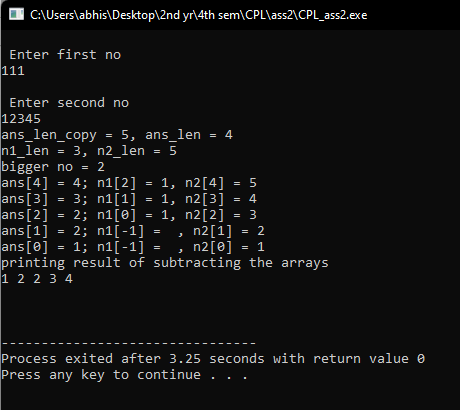 C:\Users\abhis\Desktop\2nd yr\4th sem\CPL\ass2\CPL_ass2.exe
Enter first no
111
Enter second no
12345
ans_len_copy = 5, ans_len = 4
n1_len = 3, n2_len = 5
bigger no = 2
ans[4] = 4; n1[2] = 1, n2[4] = 5
ans[3] = 3; n1[1] = 1, n2[3] = 4
ans[2] = 2; n1[0] = 1, n2[2] = 3
ans[1] = 2; n1[-1] =  , n2[1] = 2
ans[0] = 1; n1[-1] =  , n2[0] = 1
printing result of subtracting the arrays
1 2 2 3 4
--------------------------------
Process exited after 3.25 seconds with return value 0
Press any key to continue . . .